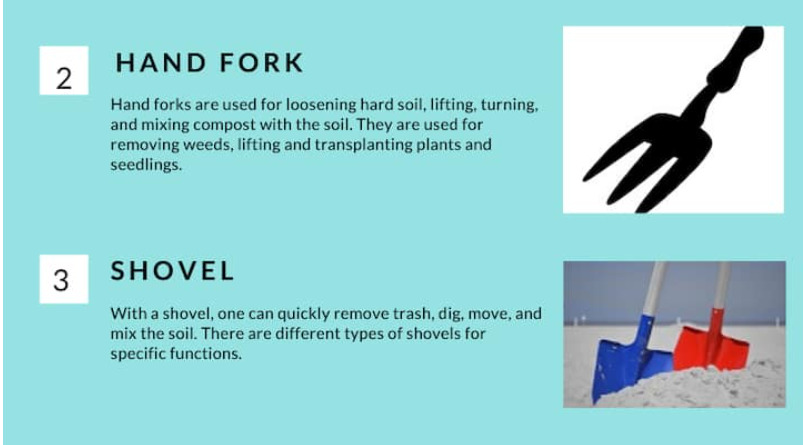 2
HAND FORK
Hand forks are used for loosening hard soil, lifting, turning,
and mixing compost with the soil. They are used for
removing weeds, lifting and transplanting plants and
seedlings.
3
SHOVEL
With a shovel, one can quickly remove trash, dig, move, and
mix the soil. There are different types of shovels for
specific functions.